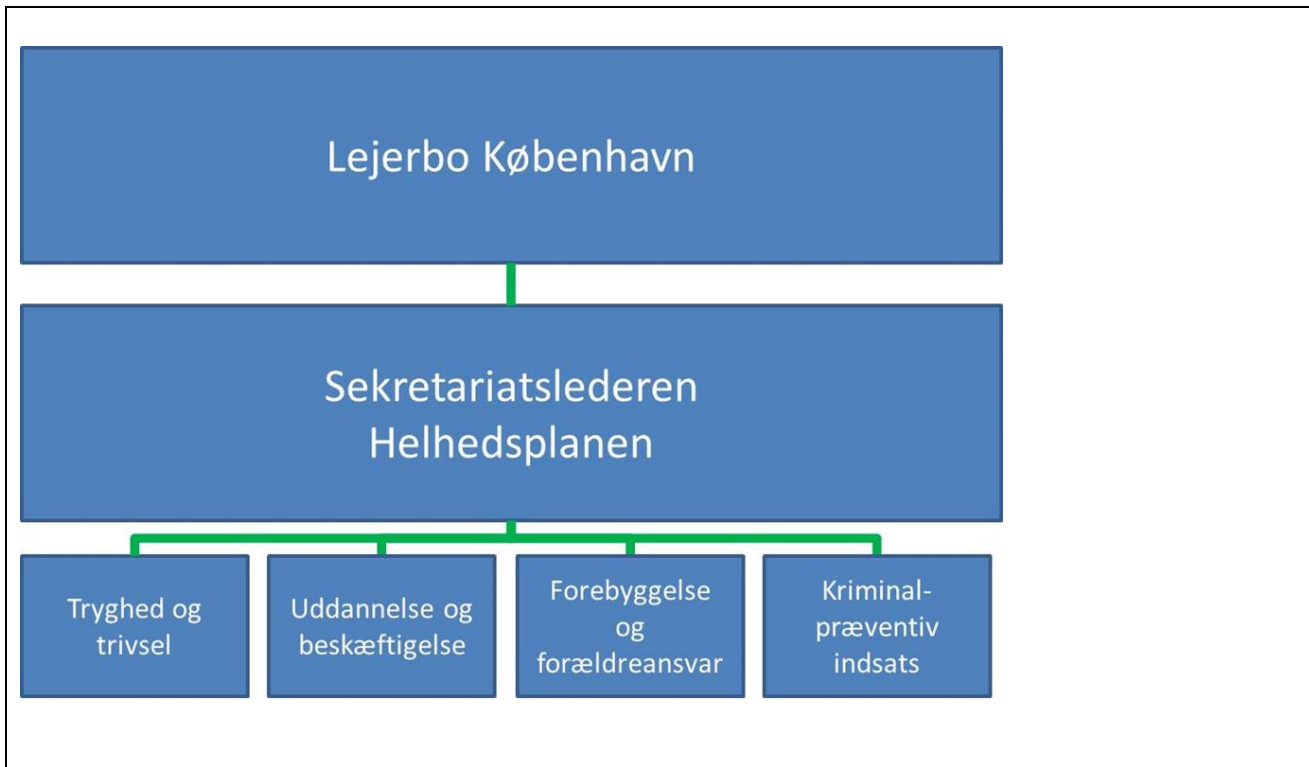 Lejerbo København
Sekretariatslederen
Helhedsplanen
Tryghed og
trivsel
Uddannelse og
beskæftigelse
Forebyggelse
og
forældreansvar
Kriminal-
præventiv
indsats